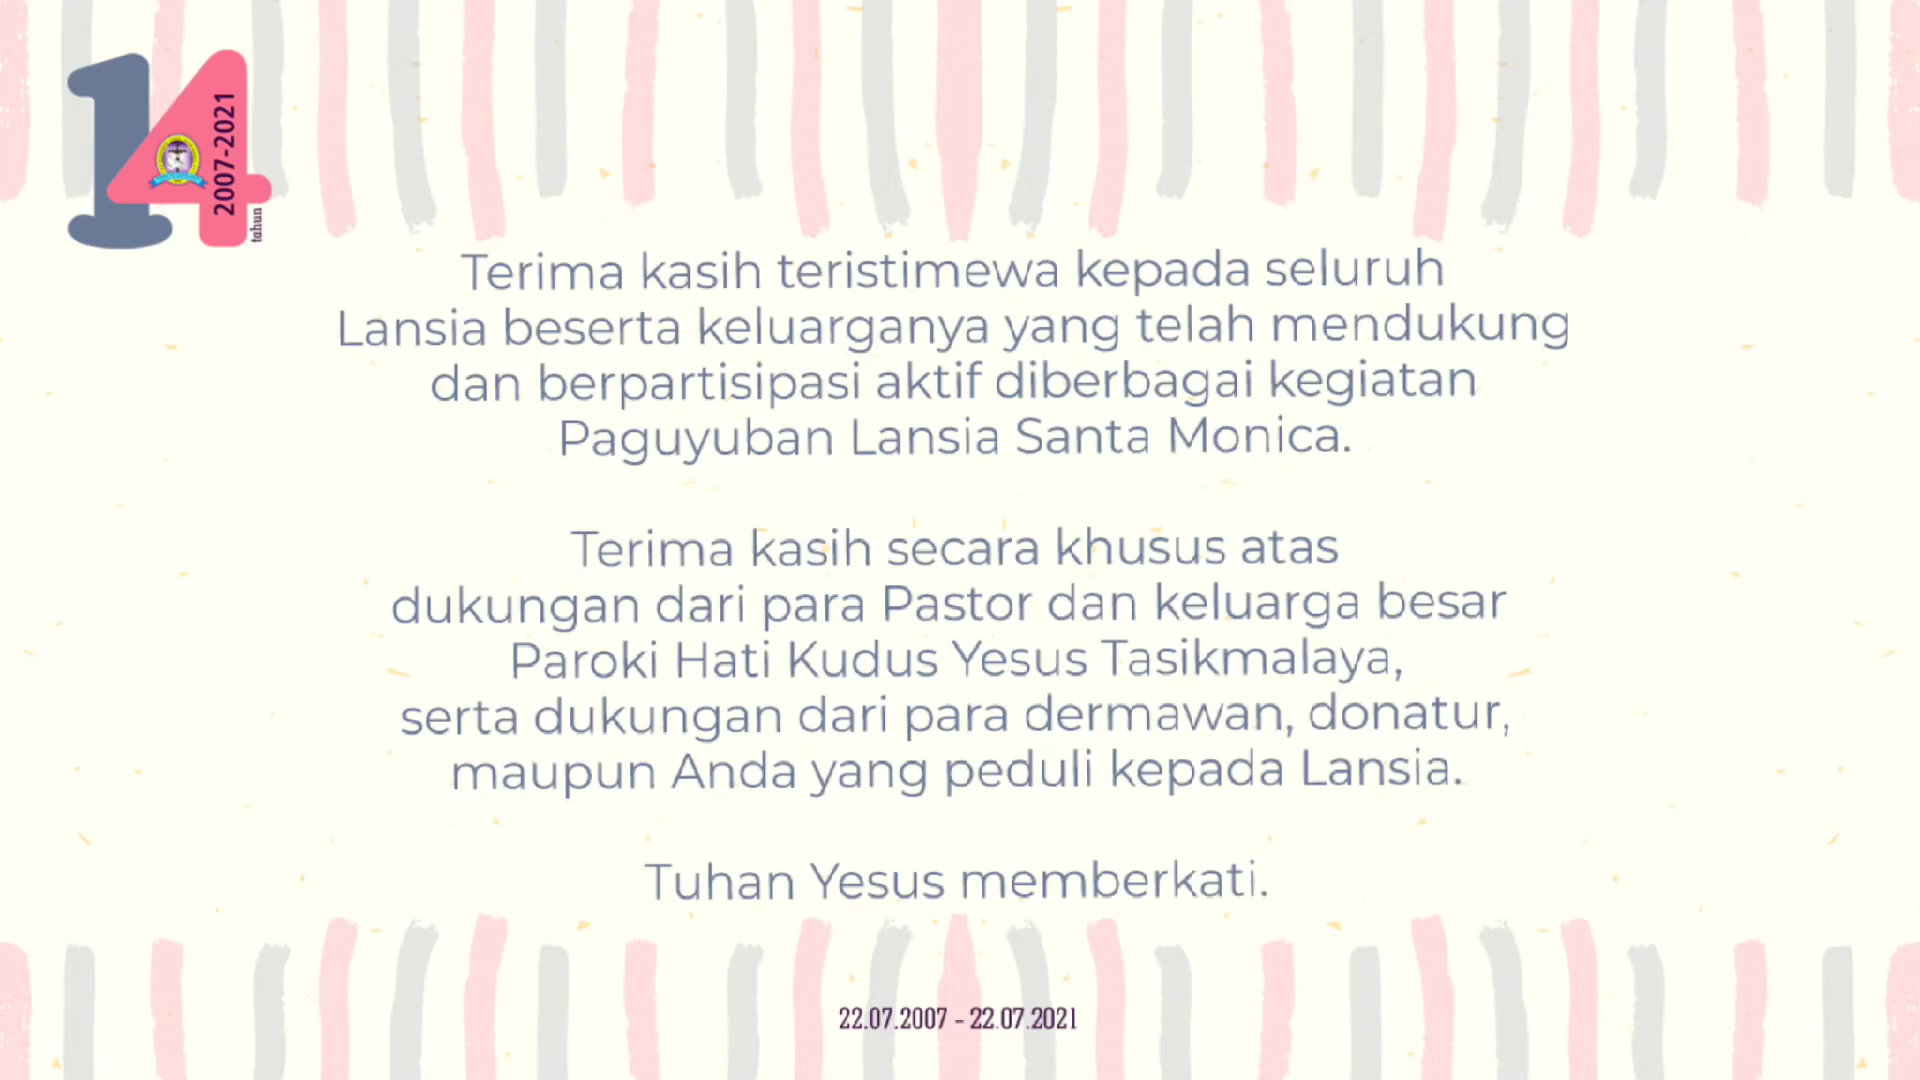 14
2007-2021
tahun
Terima kasih teristimewa kepada seluruh
Lansia beserta keluarganya yang telah mendukung
dan berpartisipasi aktif diberbagai kegiatan
Paguyuban Lansia Santa Monica.
Terima kasih secara khusus atas
dukungan dari para Pastor dan keluarga besar
Paroki Hati Kudus Yesus Tasikmalaya,
serta dukungan dari para dermawan, donatur,
maupun Anda yang peduli kepada Lansia.
Tuhan Yesus memberkati.
22.07.2007 - 22.07.2021